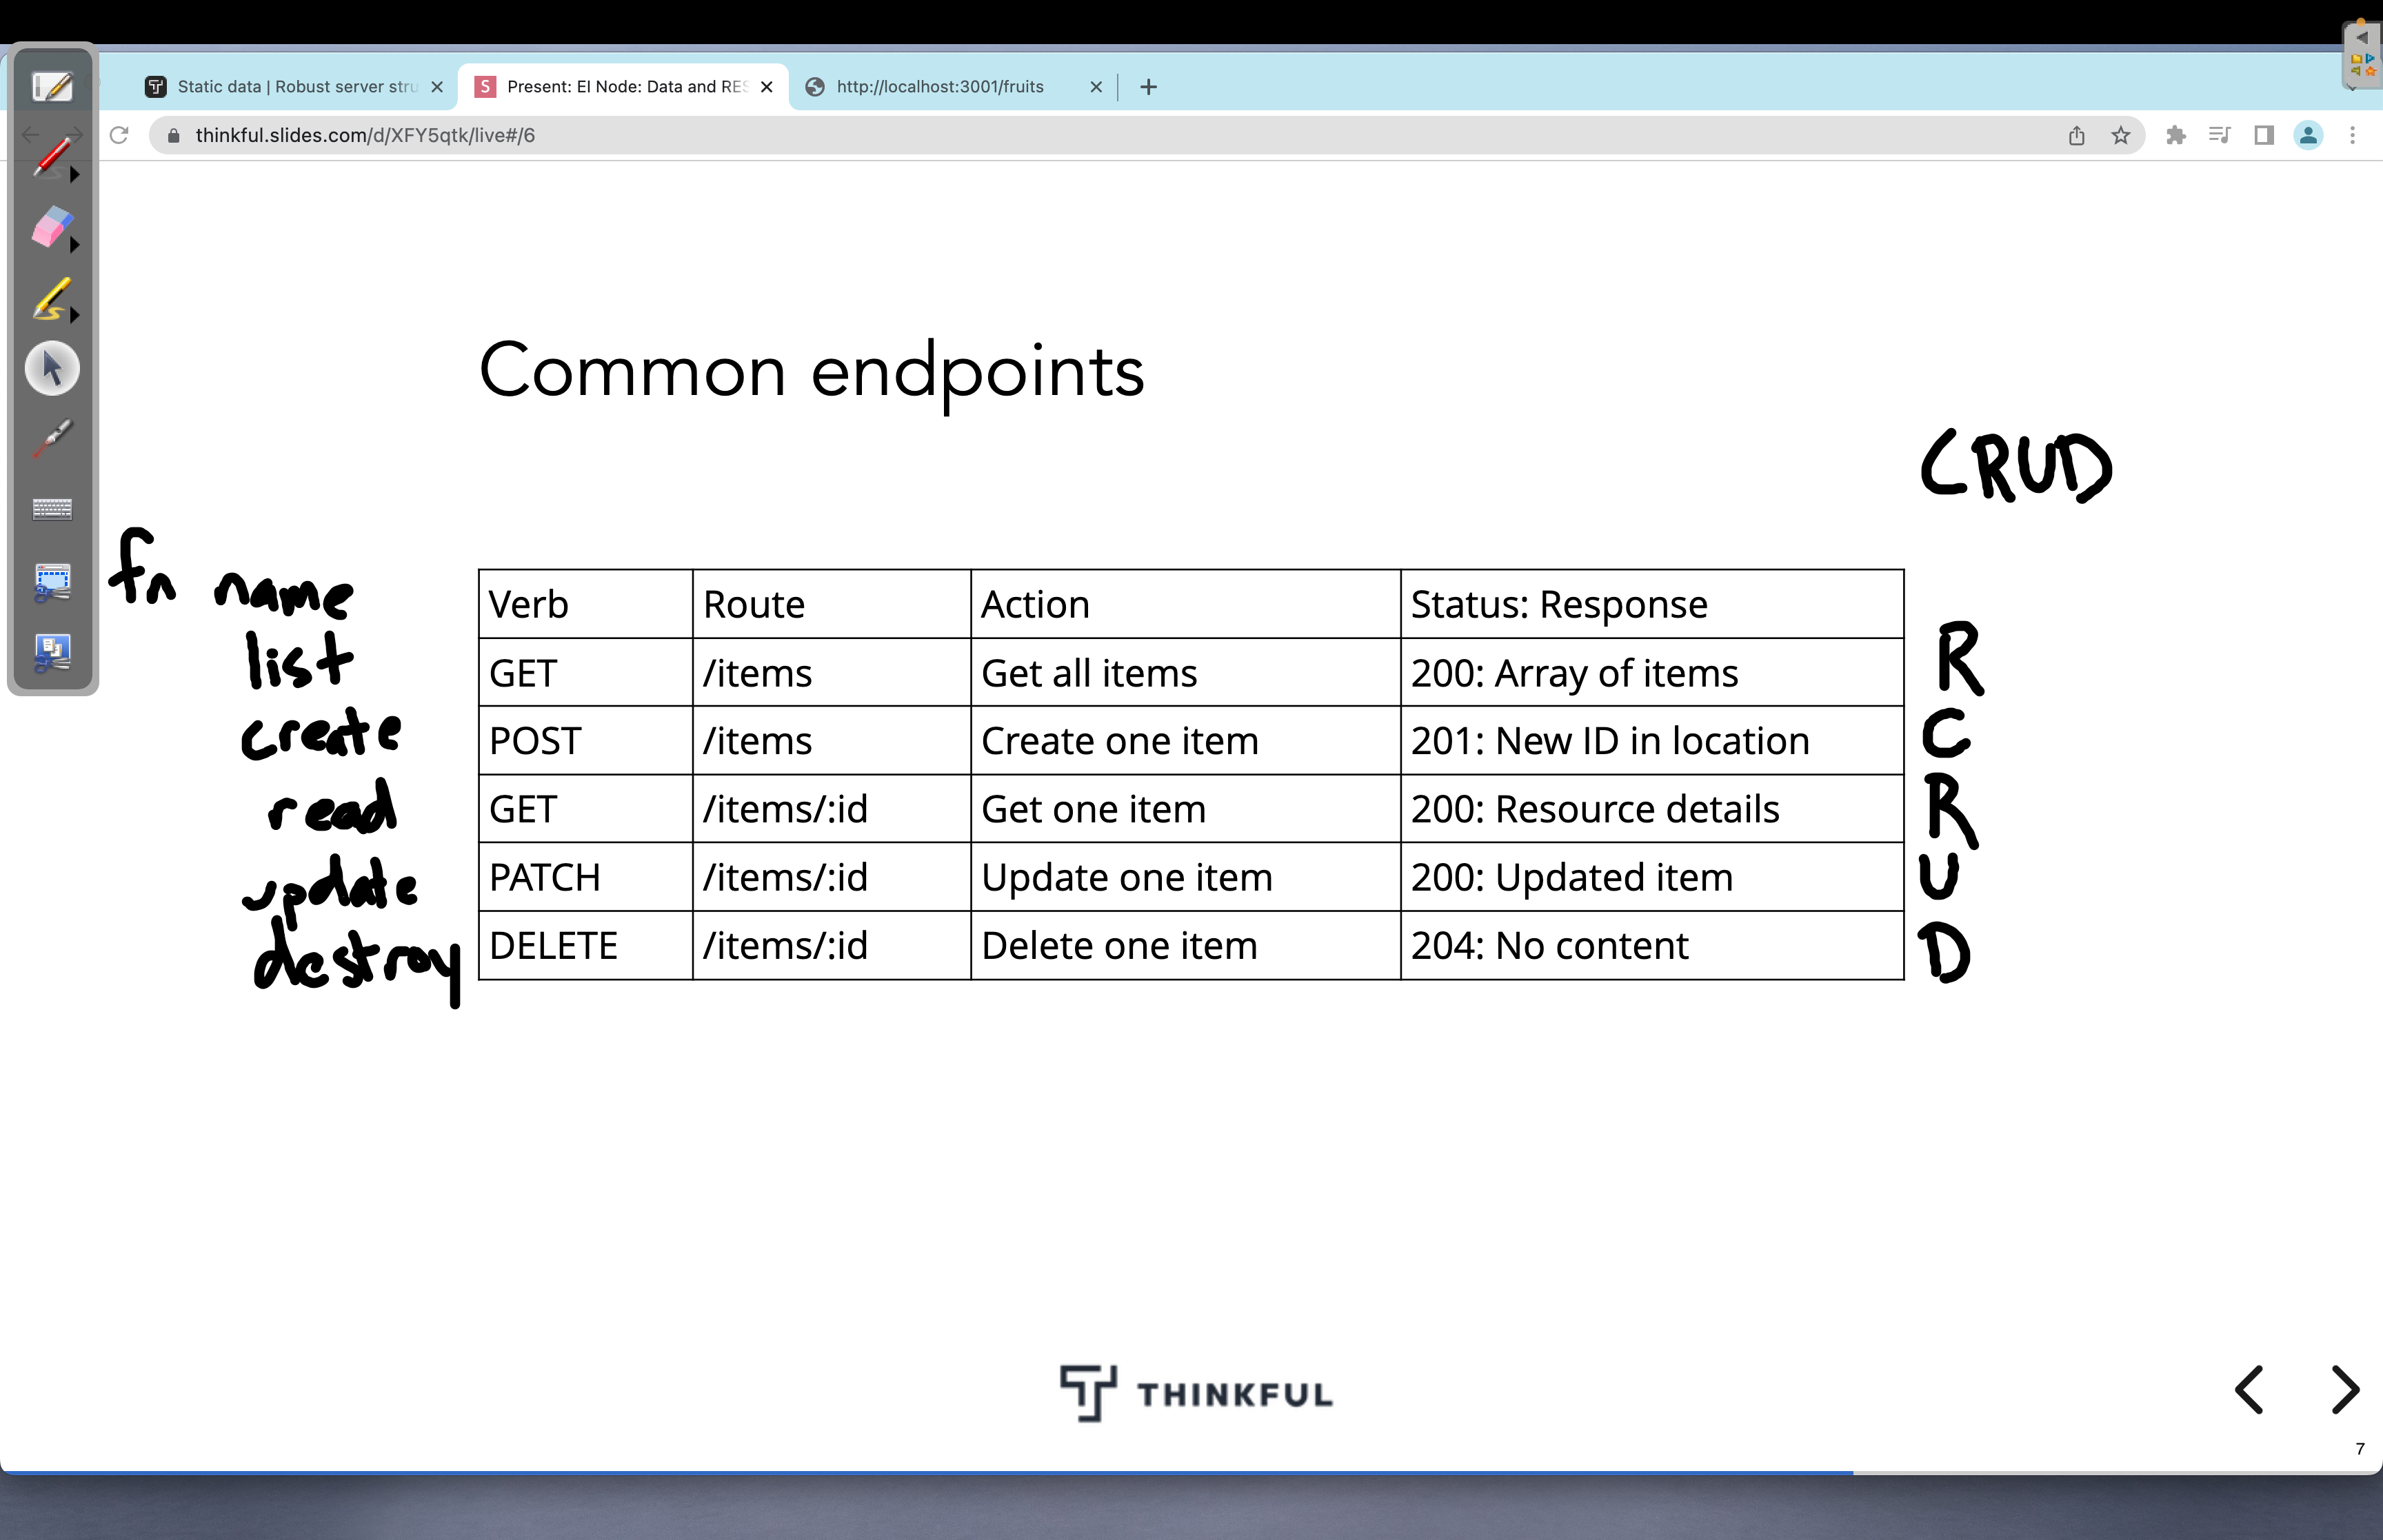 Static data | Robust server stru
Present: EI Node: Data and RES
http://localhost:3001/fruits
thinkful.slides.com/d/XFY5qtk/live#/6
Common endpoints
CRUD
fn name Verb Route Action Status: Response
list GET /items Get all items 200: Array of items R
create POST /items Create one item 201: New ID in location C
read GET /items/:id Get one item 200: Resource details R
update PATCH /items/:id Update one item 200: Updated item U
destroy DELETE /items/:id Delete one item 204: No content D
THINKFUL
7